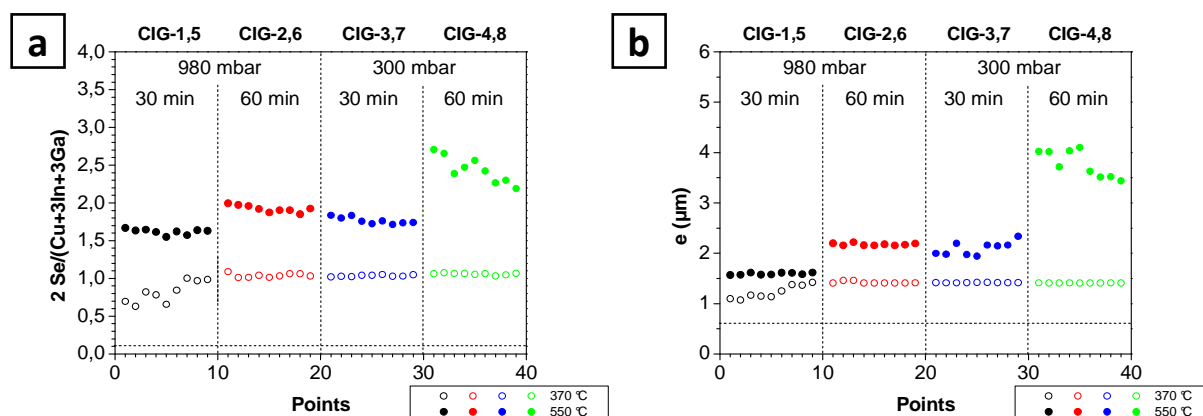 a
CIG-1,5 CIG-2,6 CIG-3,7 CIG-4,8
980 mbar 300 mbar
30 min 60 min 30 min 60 min
4,0
3,5
3,0
2,5
2,0
1,5
1,0
0,5
0,0
2 Se/(Cu+3In+3Ga)
0 10 20 30 40
Points
370 °C
550 °C
b
CIG-1,5 CIG-2,6 CIG-3,7 CIG-4,8
980 mbar 300 mbar
30 min 60 min 30 min 60 min
6
5
4
3
2
1
0
e (µm)
0 10 20 30 40
Points
370 °C
550 °C